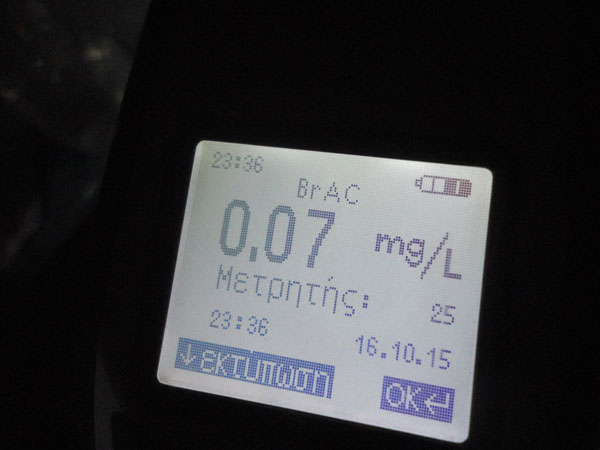 23:36
BrAC
0.07 mg/L
Μετρητής: 25
23:36 16.10.15
↓εκτυπωση OK↵